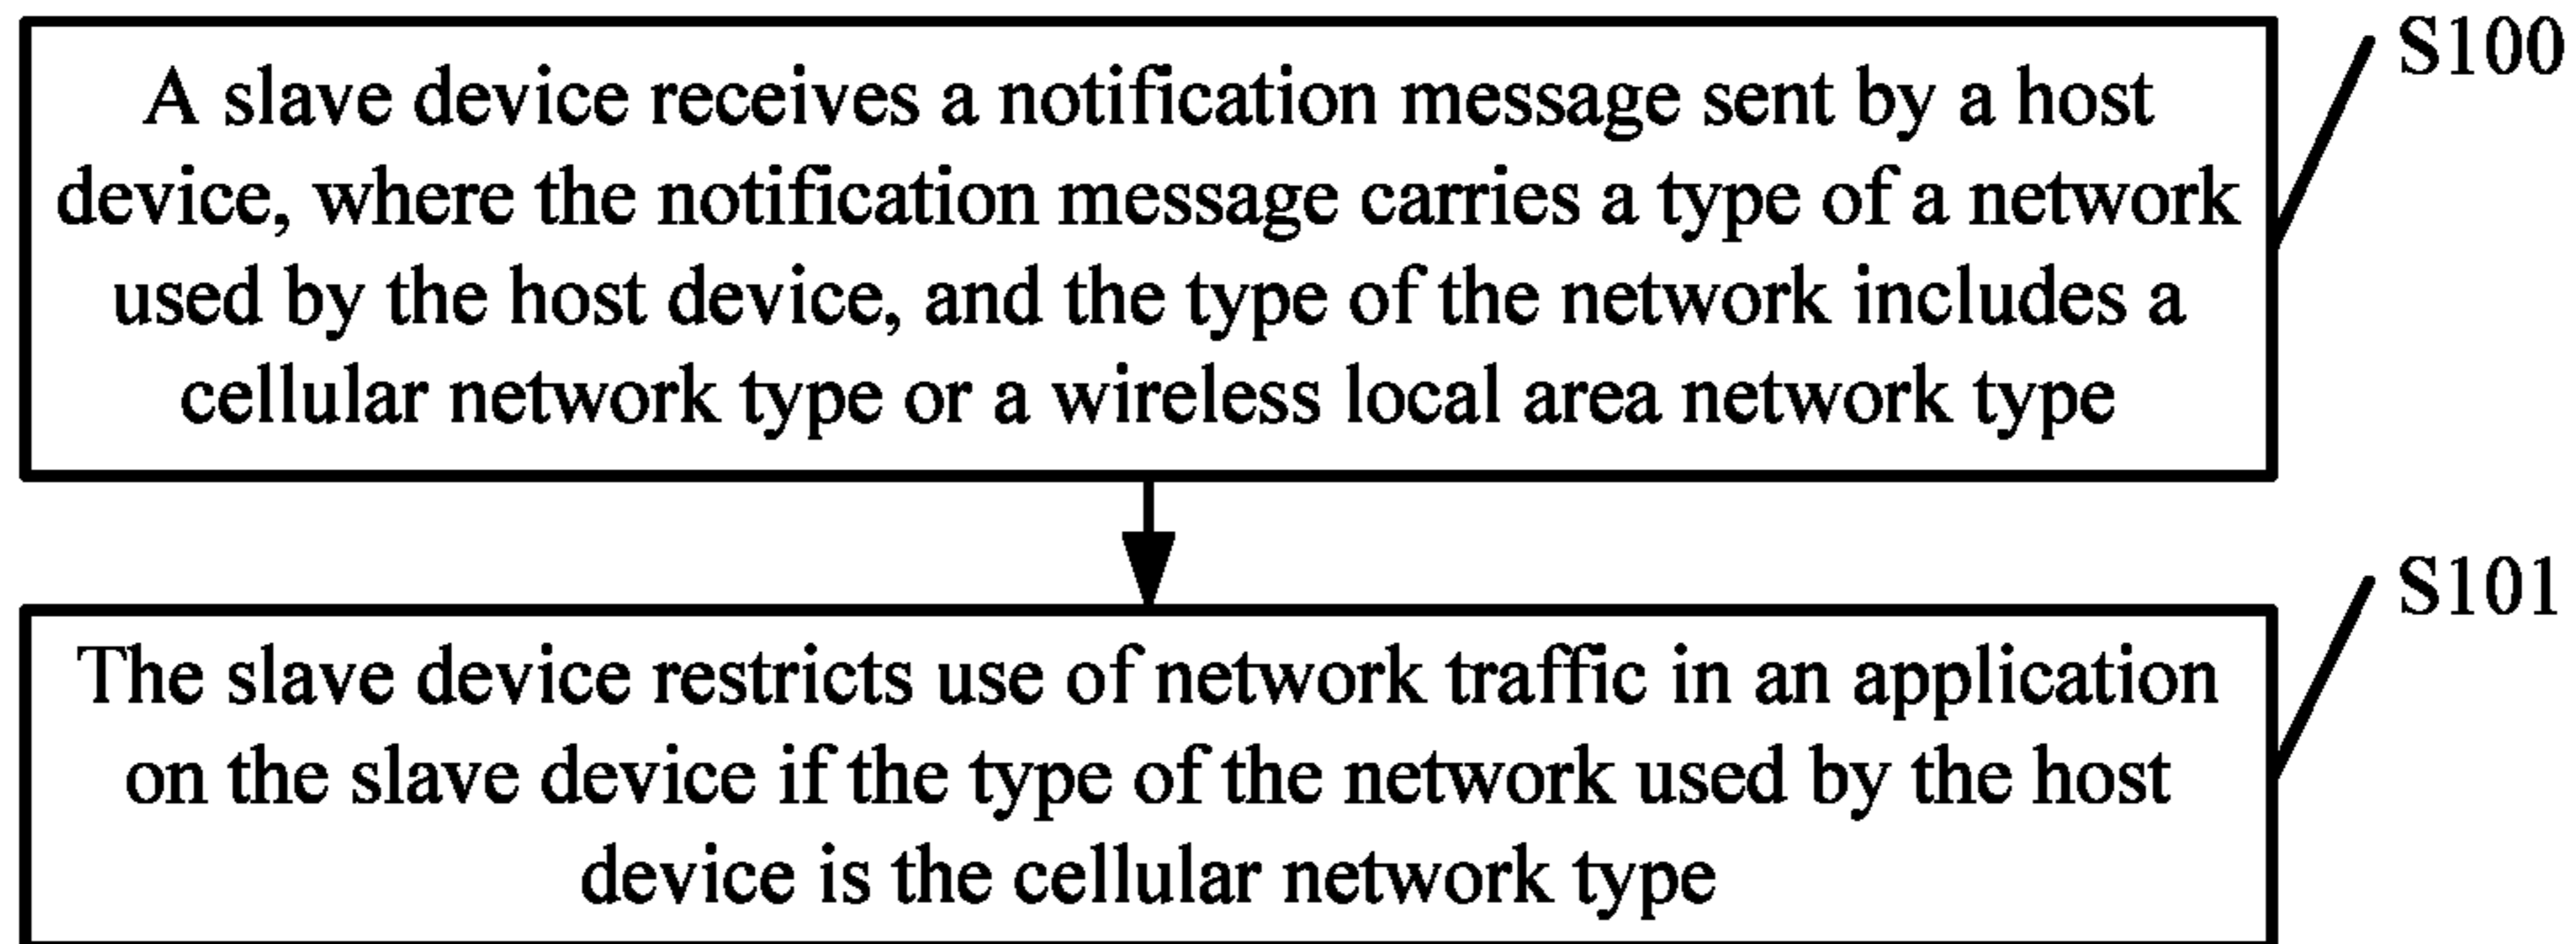 A slave device receives a notification message sent by a host
device, where the notification message carries a type of a network
used by the host device, and the type of the network includes a
cellular network type or a wireless local area network type
S100
The slave device restricts use of network traffic in an application
on the slave device if the type of the network used by the host
device is the cellular network type
S101